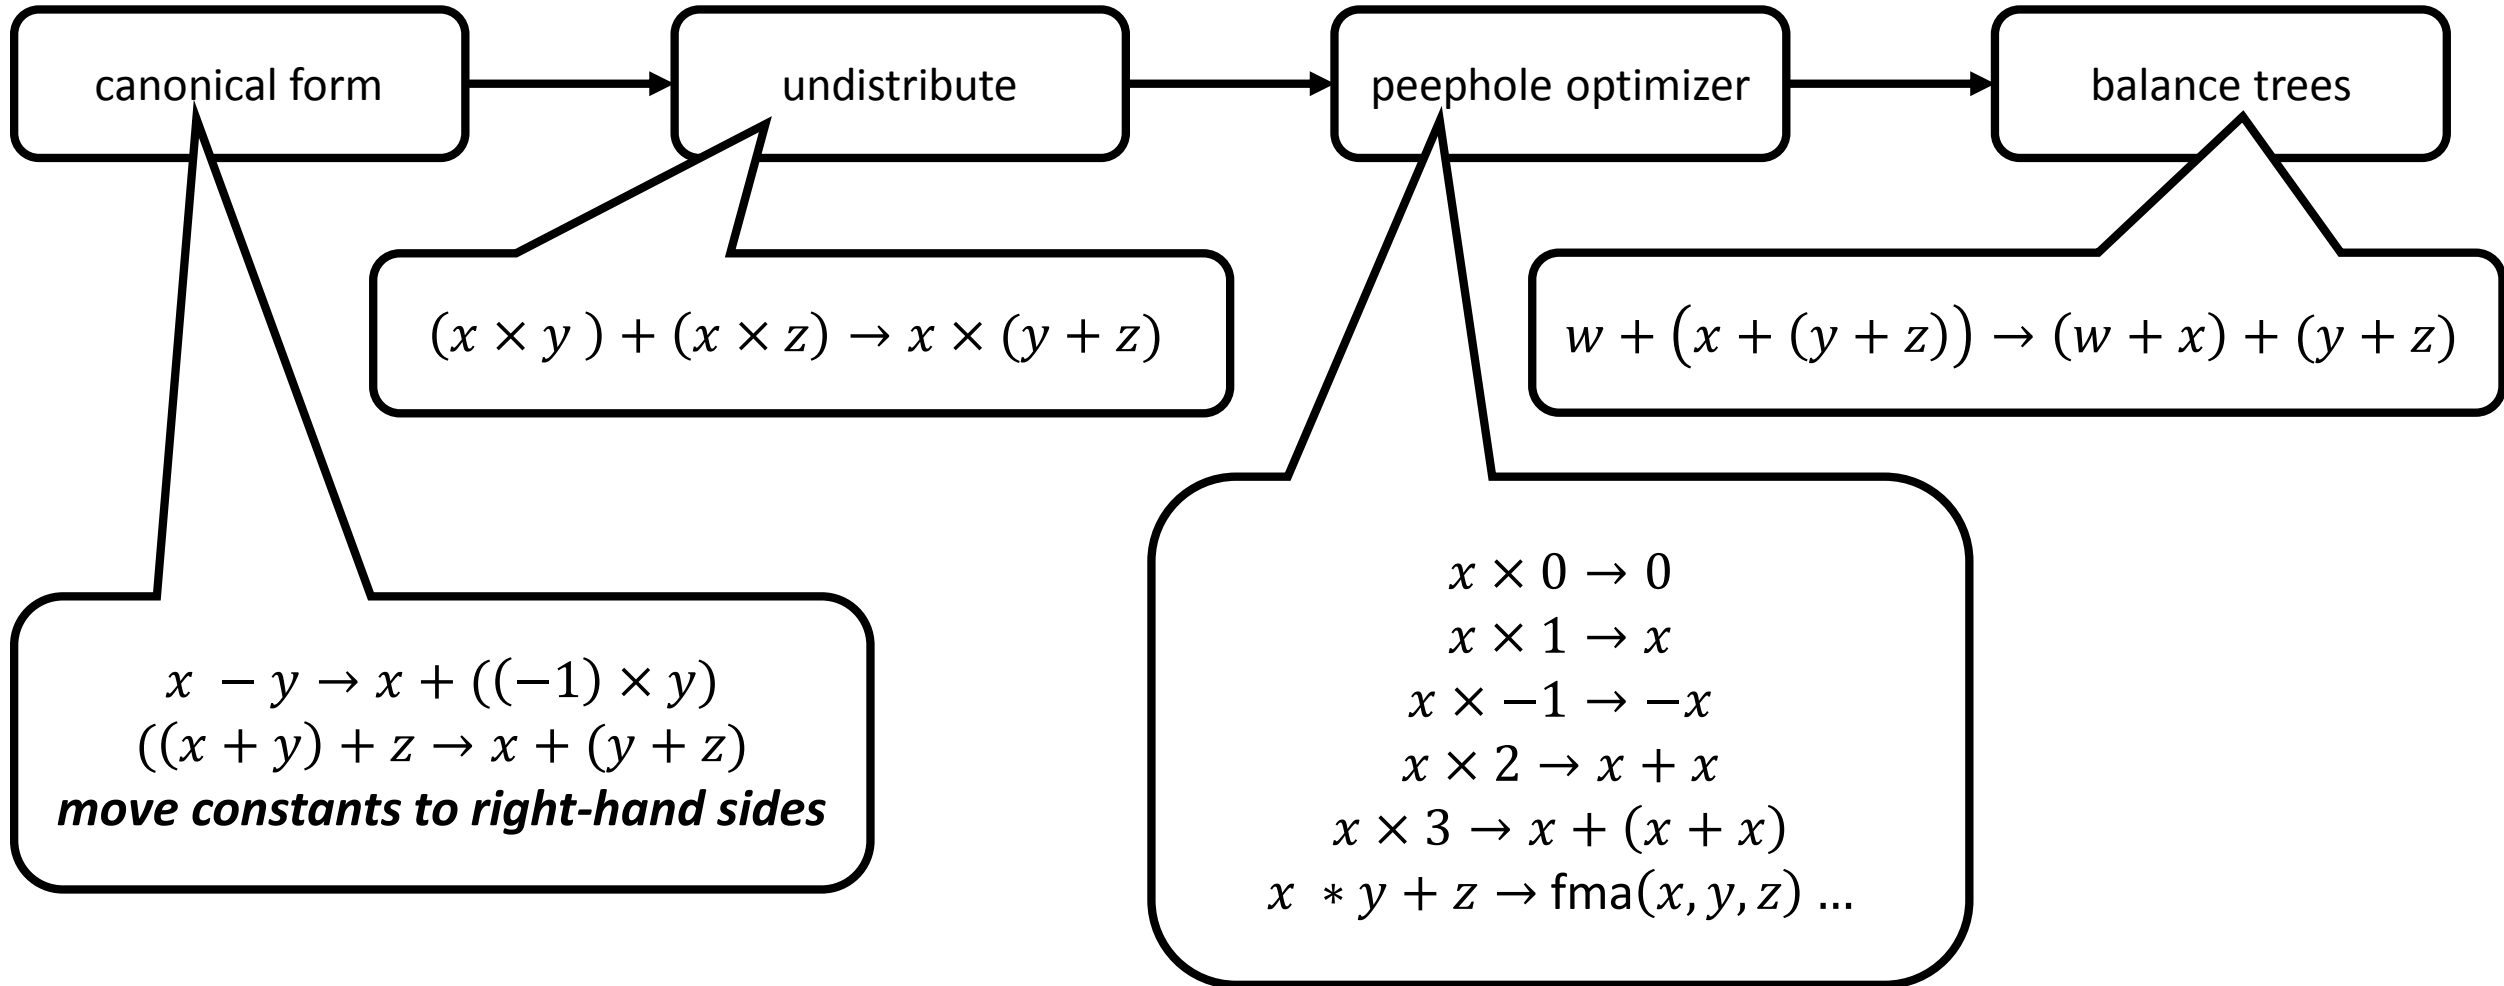 canonical form
undistribute
peephole optimizer
balance trees
(x × y) + (x × z) → x × (y + z)
w + (x + (y + z)) → (w + x) + (y + z)
x − y → x + ((−1) × y)
((x + y) + z → x + (y + z)
move constants to right-hand sides
x × 0 → 0
x × 1 → x
x × −1 → −x
x × 2 → x + x
x × 3 → x + (x + x)
x * y + z → fma(x, y, z) ...